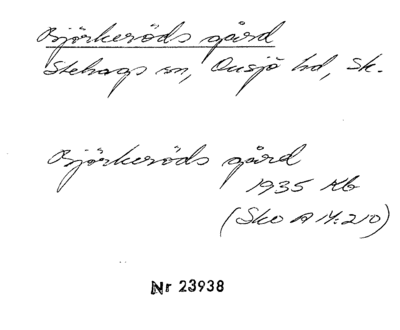 Björkeröds gård
Stehags sn, Onsjö hd, Sk.
Björkeröds gård
1935 Kb
(Sko A 14:210)
Nr 23938